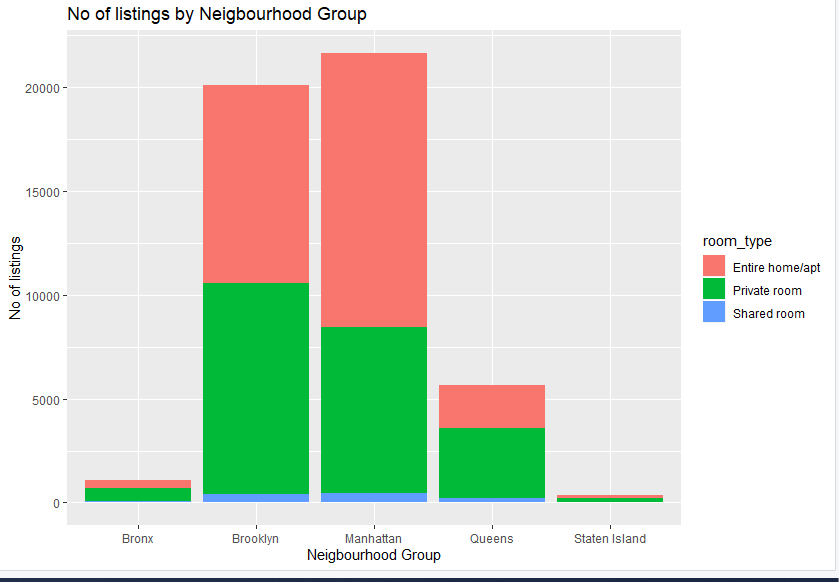 No of listings by Neigbourhood Group
No of listings
20000
15000
10000
5000
0
Bronx Brooklyn Manhattan Queens Staten Island
Neigbourhood Group
room_type
Entire home/apt
Private room
Shared room